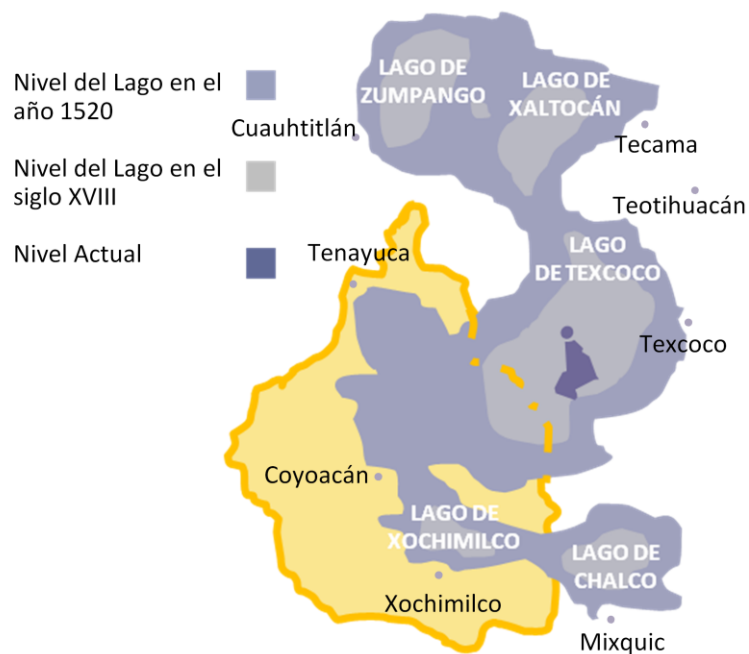 Nivel del Lago en el
año 1520
Nivel del Lago en el
siglo XVIII
Nivel Actual
LAGO DE
ZUMPANGO
LAGO DE
XALTOCÁN
Cuauhtitlán
Tecama
Teotihuacán
LAGO
DE TEXCOCO
Tenayuca
Texcoco
Coyoacán
LAGO DE
XOCHIMILCO
LAGO DE
CHALCO
Xochimilco
Mixquic